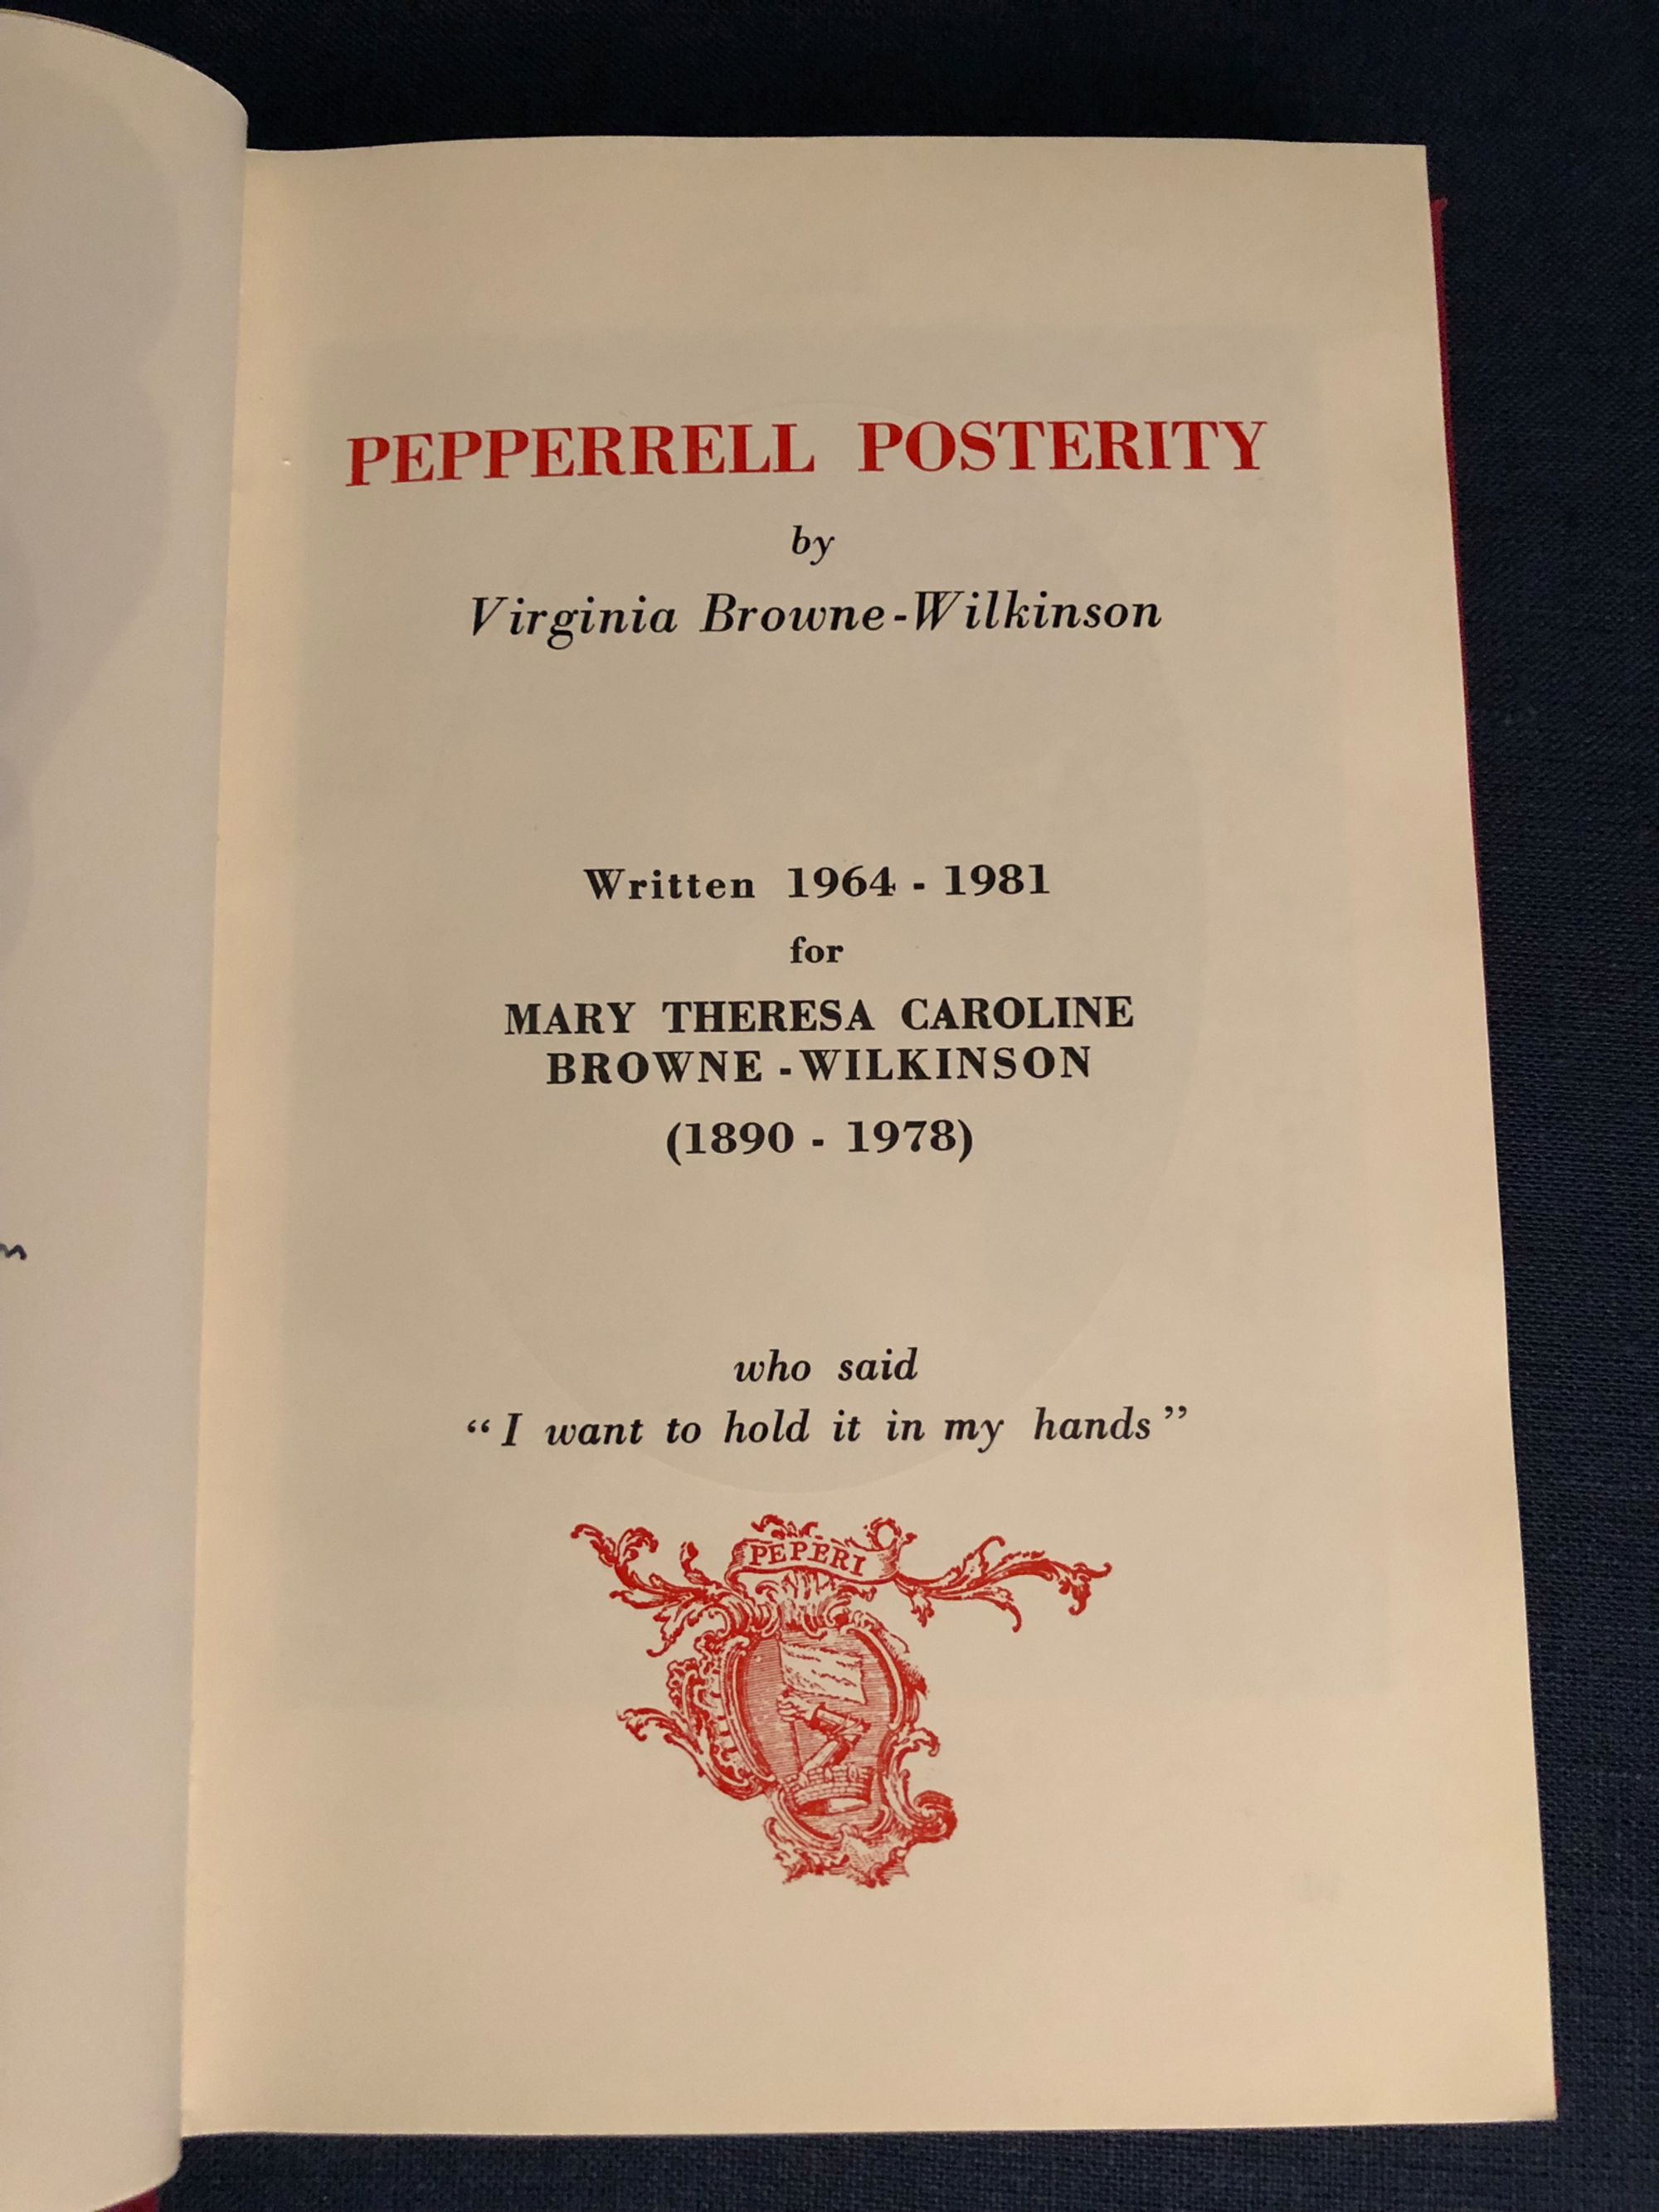 PEPPERRELL POSTERITY
by
Virginia Browne-Wilkinson
Written 1964 - 1981
for
MARY THERESA CAROLINE
BROWNE-WILKINSON
(1890 - 1978)
who said
“I want to hold it in my hands”
PEPERI